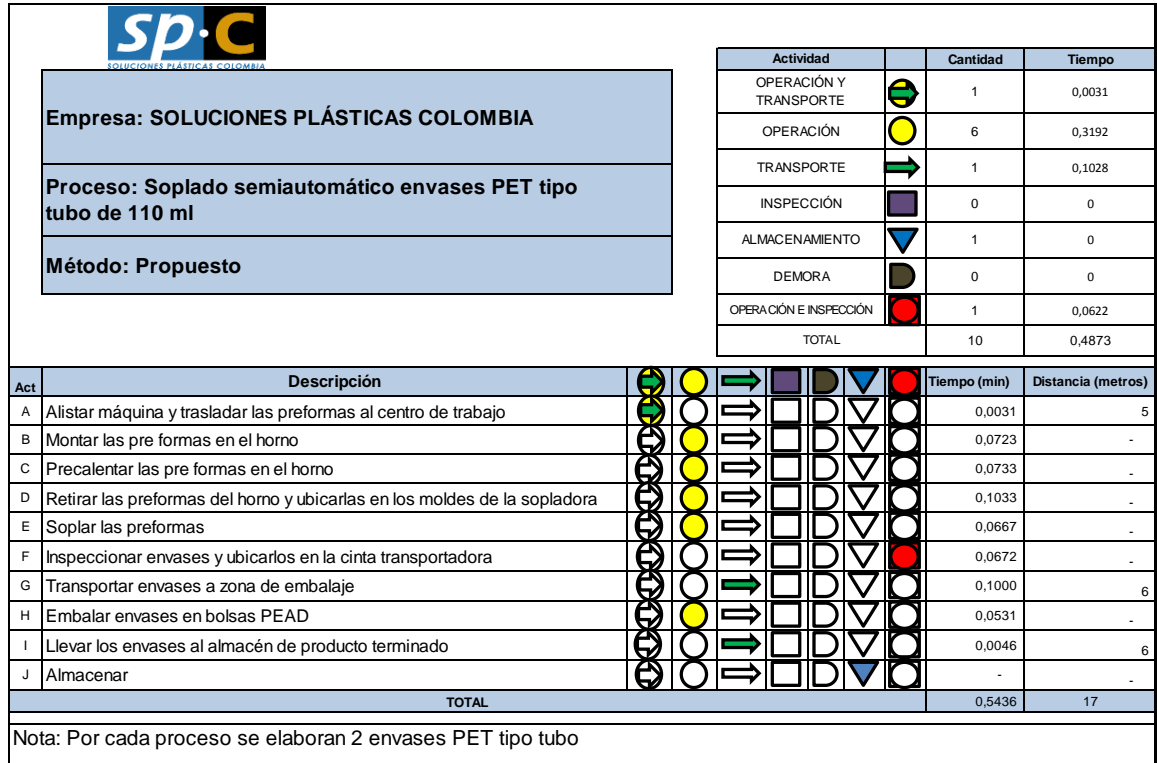 sp·C
SOLUCIONES PLÁSTICAS COLOMBIA
Empresa: SOLUCIONES PLÁSTICAS COLOMBIA
Proceso: Soplado semiautomático envases PET tipo
tubo de 110 ml
Método: Propuesto
Actividad Cantidad Tiempo
OPERACIÓN Y
TRANSPORTE 1 0,0031
OPERACIÓN 6 0,3192
TRANSPORTE 1 0,1028
INSPECCIÓN 0 0
ALMACENAMIENTO 1 0
DEMORA 0 0
OPERACIÓN E INSPECCIÓN 1 0,0622
TOTAL 10 0,4873
Act Descripción Tiempo (min) Distancia (metros)
A Alistar máquina y trasladar las preformas al centro de trabajo 0,0031 5
B Montar las pre formas en el horno 0,0723 -
C Precalentar las pre formas en el horno 0,0733 -
D Retirar las preformas del horno y ubicarlas en los moldes de la sopladora 0,1033 -
E Soplar las preformas 0,0667 -
F Inspeccionar envases y ubicarlos en la cinta transportadora 0,0672 -
G Transportar envases a zona de embalaje 0,1000 6
H Embalar envases en bolsas PEAD 0,0531 -
I Llevar los envases al almacén de producto terminado 0,0046 6
J Almacenar - -
TOTAL 0,5436 17
Nota: Por cada proceso se elaboran 2 envases PET tipo tubo